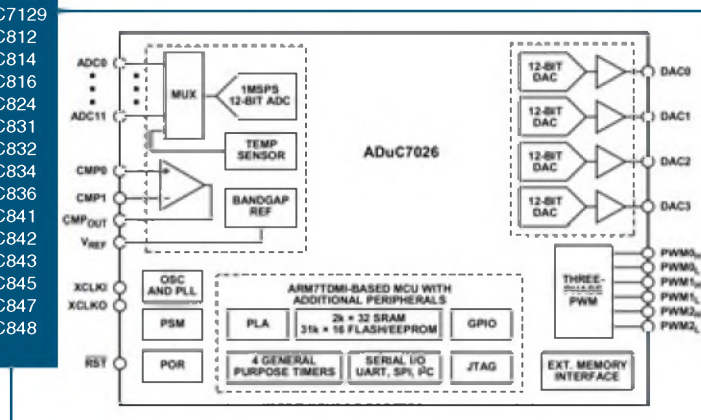 C7129
C812
C814
C816
C824
C831
C832
C834
C836
C841
C842
C843
C845
C847
C848
ADC0
ADC11
CMP0
CMP1
CMPOUT
VREF
XCLKI
XCLKO
RST
MUX
1MSPS
12-BIT ADC
TEMP
SENSOR
BANDGAP
REF
ADuC7026
12-BIT
DAC
12-BIT
DAC
12-BIT
DAC
12-BIT
DAC
DAC0
DAC1
DAC2
DAC3
OSC
AND PLL
PSM
POR
ARM7TDMI-BASED MCU WITH
ADDITIONAL PERIPHERALS
PLA
2k × 32 SRAM
31k × 16 FLASH/EEPROM
GPIO
4 GENERAL
PURPOSE TIMERS
SERIAL I/O
UART, SPI, I²C
JTAG
THREE-
PHASE
PWM
PWM0H
PWM0L
PWM1H
PWM1L
PWM2H
PWM2L
EXT. MEMORY
INTERFACE